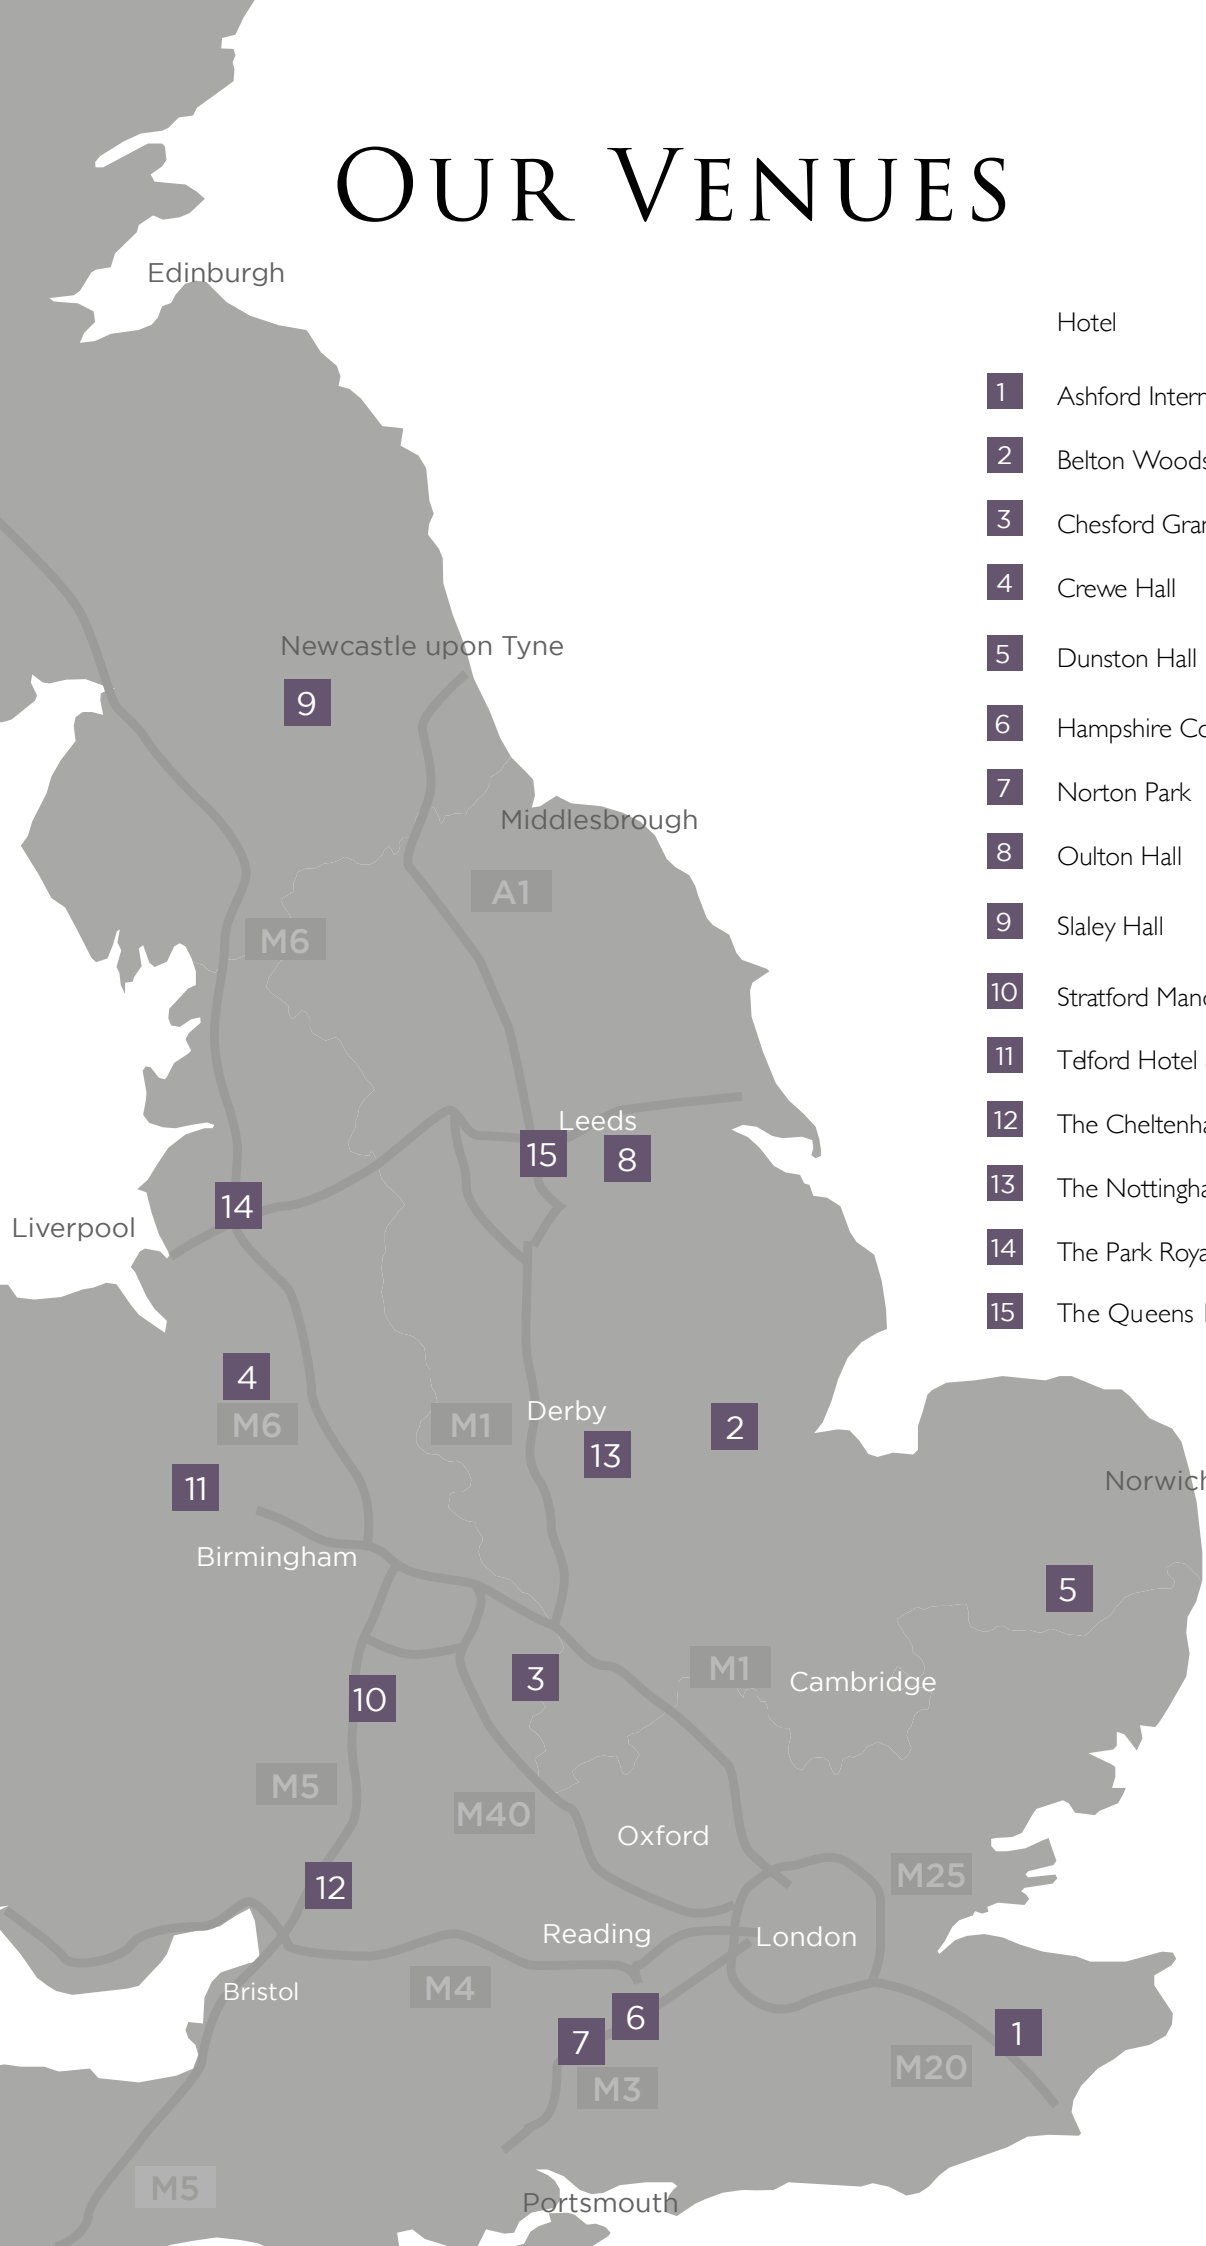 OUR VENUES
Edinburgh
Hotel
1 Ashford Intern
2 Belton Woods
3 Chesford Gran
4 Crewe Hall
5 Dunston Hall
6 Hampshire Co
7 Norton Park
8 Oulton Hall
9 Slaley Hall
10 Stratford Mano
11 Telford Hotel
12 The Cheltenha
13 The Nottingha
14 The Park Roya
15 The Queens
Newcastle upon Tyne
9
Middlesbrough
A1
M6
Leeds
15
8
14
Liverpool
4
M6
M1
Derby
2
13
11
Norwich
Birmingham
5
3
M1
Cambridge
10
M5
M40
Oxford
M25
12
Reading
London
Bristol
M4
6
7
1
M20
M3
M5
Portsmouth